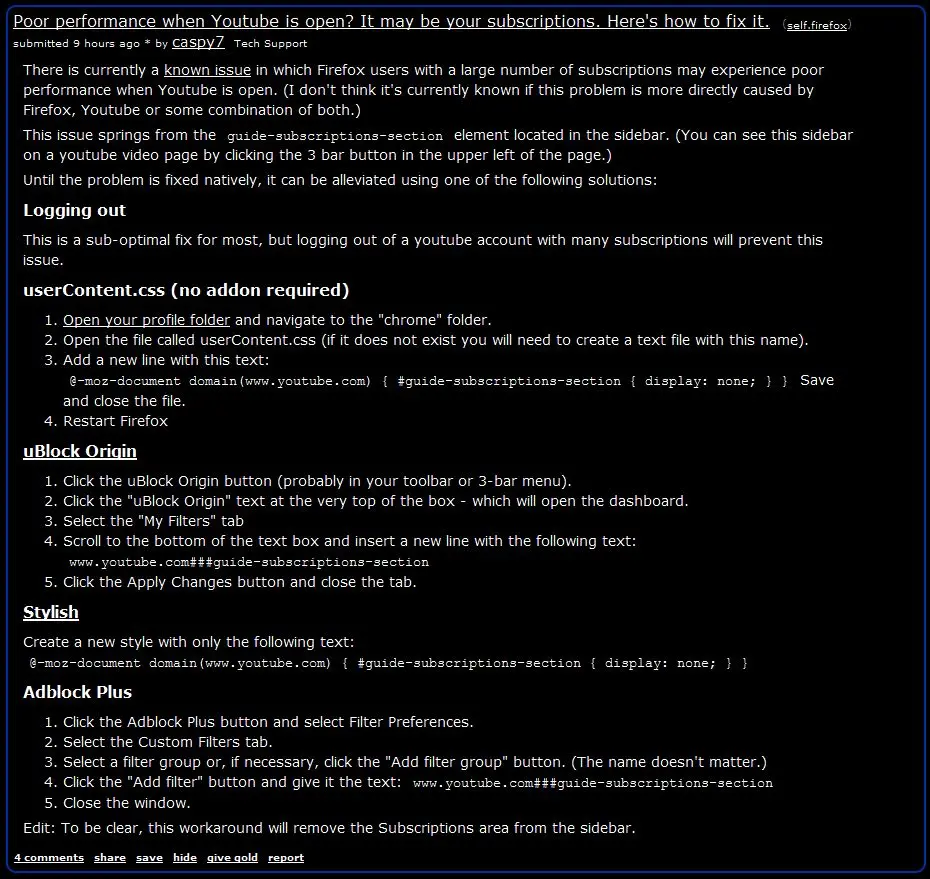 Poor performance when Youtube is open? It may be your subscriptions. Here's how to fix it. (self.firefox)
submitted 9 hours ago * by caspy7 Tech Support
There is currently a known issue in which Firefox users with a large number of subscriptions may experience poor
performance when Youtube is open. (I don't think it's currently known if this problem is more directly caused by
Firefox, Youtube or some combination of both.)
This issue springs from the guide-subscriptions-section element located in the sidebar. (You can see this sidebar
on a youtube video page by clicking the 3 bar button in the upper left of the page.)
Until the problem is fixed natively, it can be alleviated using one of the following solutions:
Logging out
This is a sub-optimal fix for most, but logging out of a youtube account with many subscriptions will prevent this
issue.
userContent.css (no addon required)
1. Open your profile folder and navigate to the "chrome" folder.
2. Open the file called userContent.css (if it does not exist you will need to create a text file with this name).
3. Add a new line with this text:
@-moz-document domain(www.youtube.com) { #guide-subscriptions-section { display: none; } } Save
and close the file.
4. Restart Firefox
uBlock Origin
1. Click the uBlock Origin button (probably in your toolbar or 3-bar menu).
2. Click the "uBlock Origin" text at the very top of the box - which will open the dashboard.
3. Select the "My Filters" tab
4. Scroll to the bottom of the text box and insert a new line with the following text:
www.youtube.com###guide-subscriptions-section
5. Click the Apply Changes button and close the tab.
Stylish
Create a new style with only the following text:
@-moz-document domain(www.youtube.com) { #guide-subscriptions-section { display: none; } }
Adblock Plus
1. Click the Adblock Plus button and select Filter Preferences.
2. Select the Custom Filters tab.
3. Select a filter group or, if necessary, click the "Add filter group" button. (The name doesn't matter.)
4. Click the "Add filter" button and give it the text: www.youtube.com###guide-subscriptions-section
5. Close the window.
Edit: To be clear, this workaround will remove the Subscriptions area from the sidebar.
4 comments share save hide give gold report